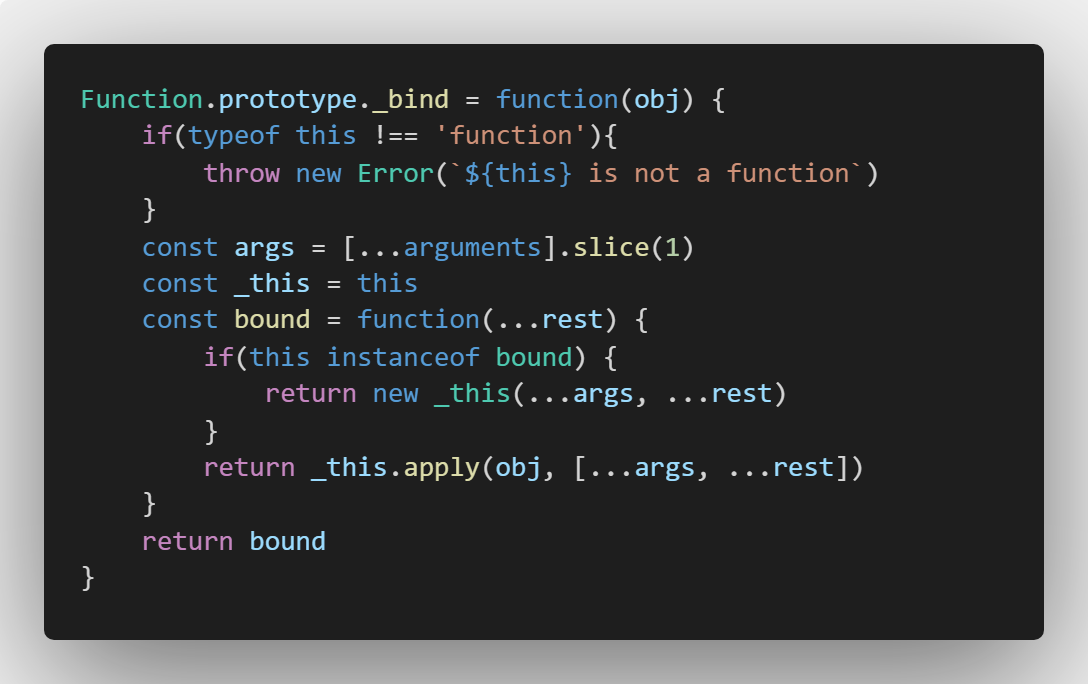 Function.prototype._bind = function(obj) {
    if(typeof this !== 'function'){
        throw new Error(`${this} is not a function`)
    }
    const args = [...arguments].slice(1)
    const _this = this
    const bound = function(...rest) {
        if(this instanceof bound) {
            return new _this(...args, ...rest)
        }
        return _this.apply(obj, [...args, ...rest])
    }
    return bound
}